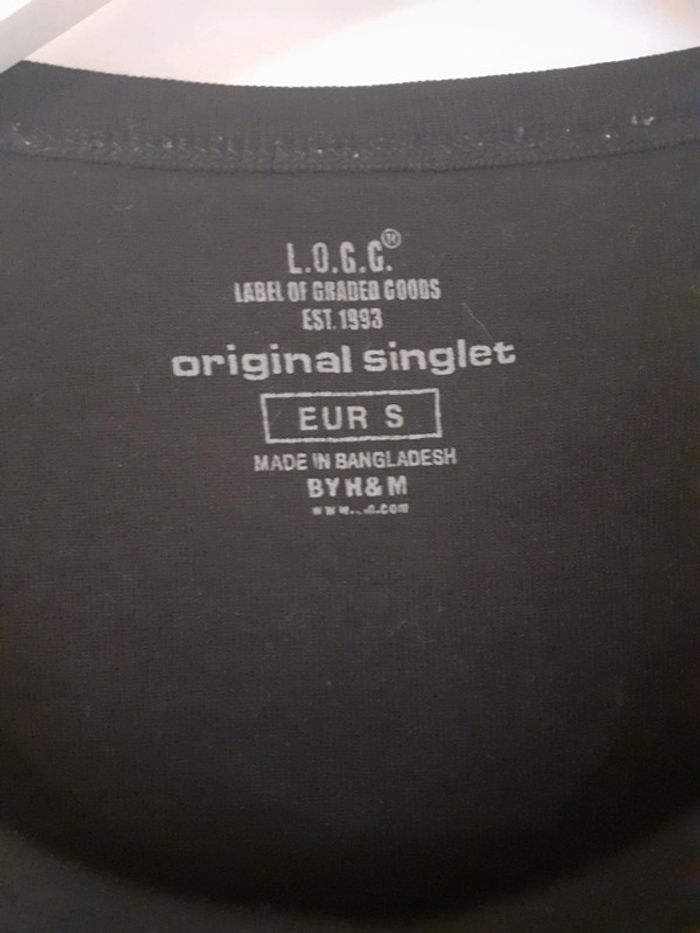 L.O.G.G.®
LABEL OF GRADED GOODS
EST. 1993
original singlet
EUR S
MADE IN BANGLADESH
BY H&M